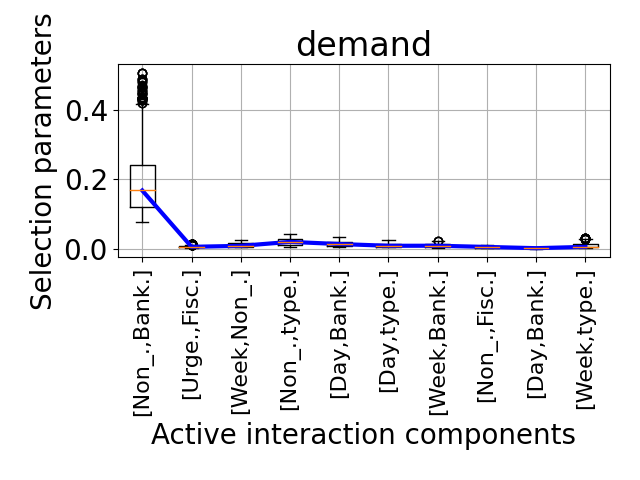 demand
Selection parameters
0.4
0.2
0.0
[Non_.,Bank.]
[Urge.,Fisc.]
[Week,Non_.]
[Non_.,type.]
[Day,Bank.]
[Day,type.]
[Week,Bank.]
[Non_.,Fisc.]
[Day,Bank.]
[Week,type.]
Active interaction components